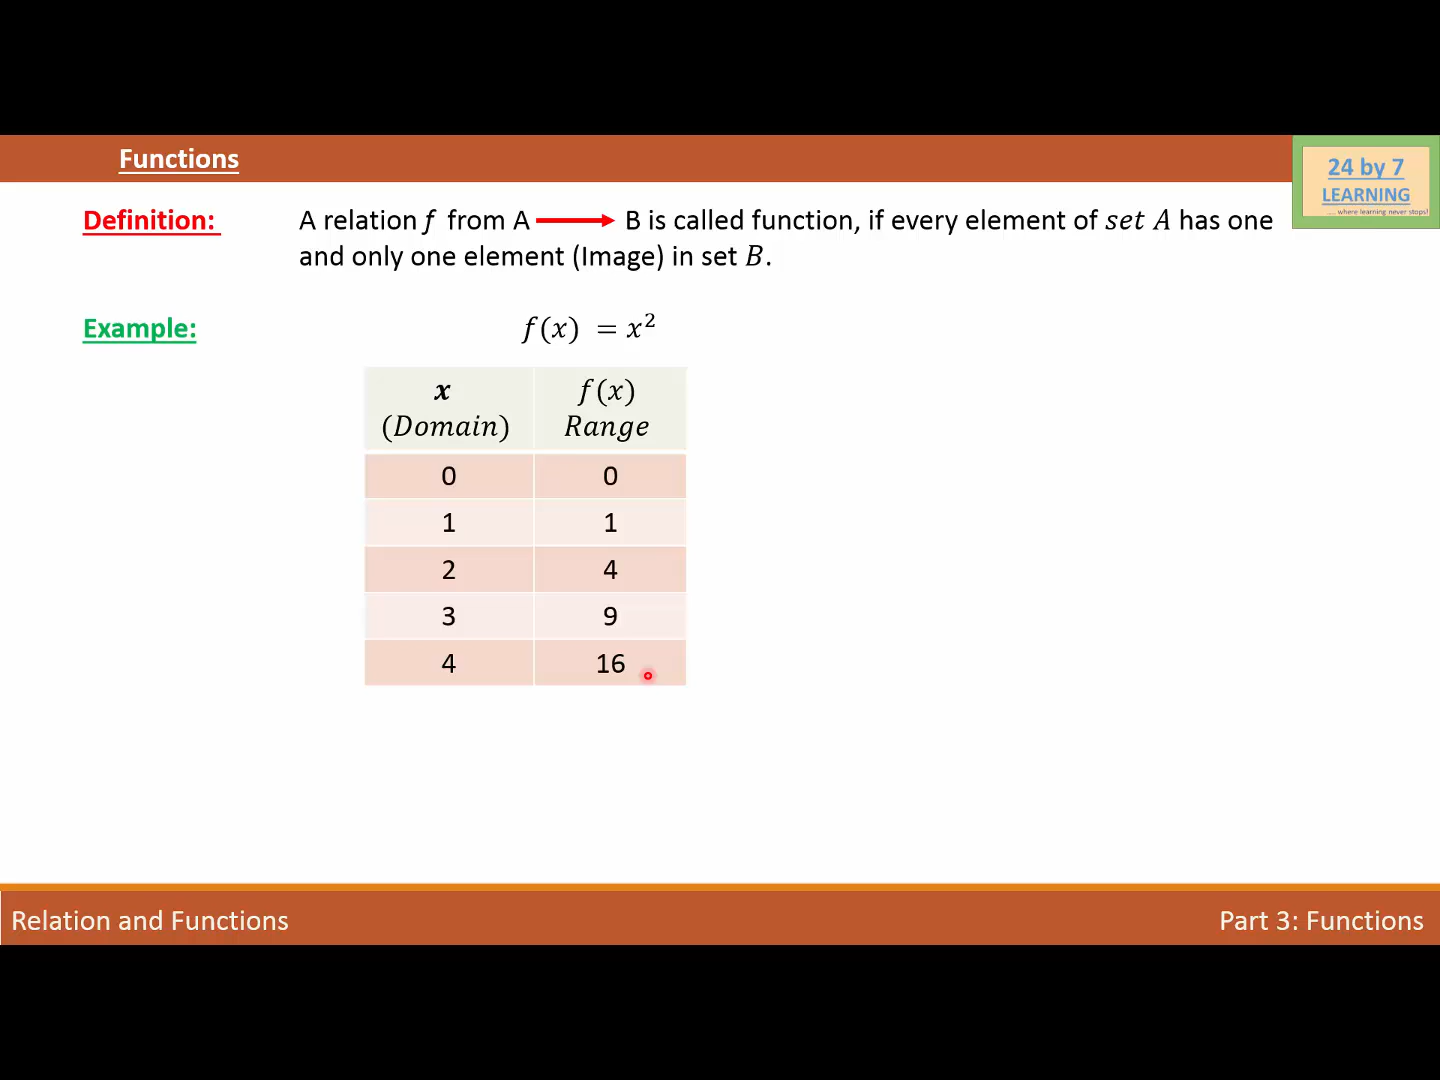 Functions
24 by 7
LEARNING
.... where learning never stops!
Definition: A relation f from A B is called function, if every element of set A has one
and only one element (Image) in set B.
Example: f(x) = x²
x f(x)
(Domain) Range
0 0
1 1
2 4
3 9
4 16
Relation and Functions Part 3: Functions